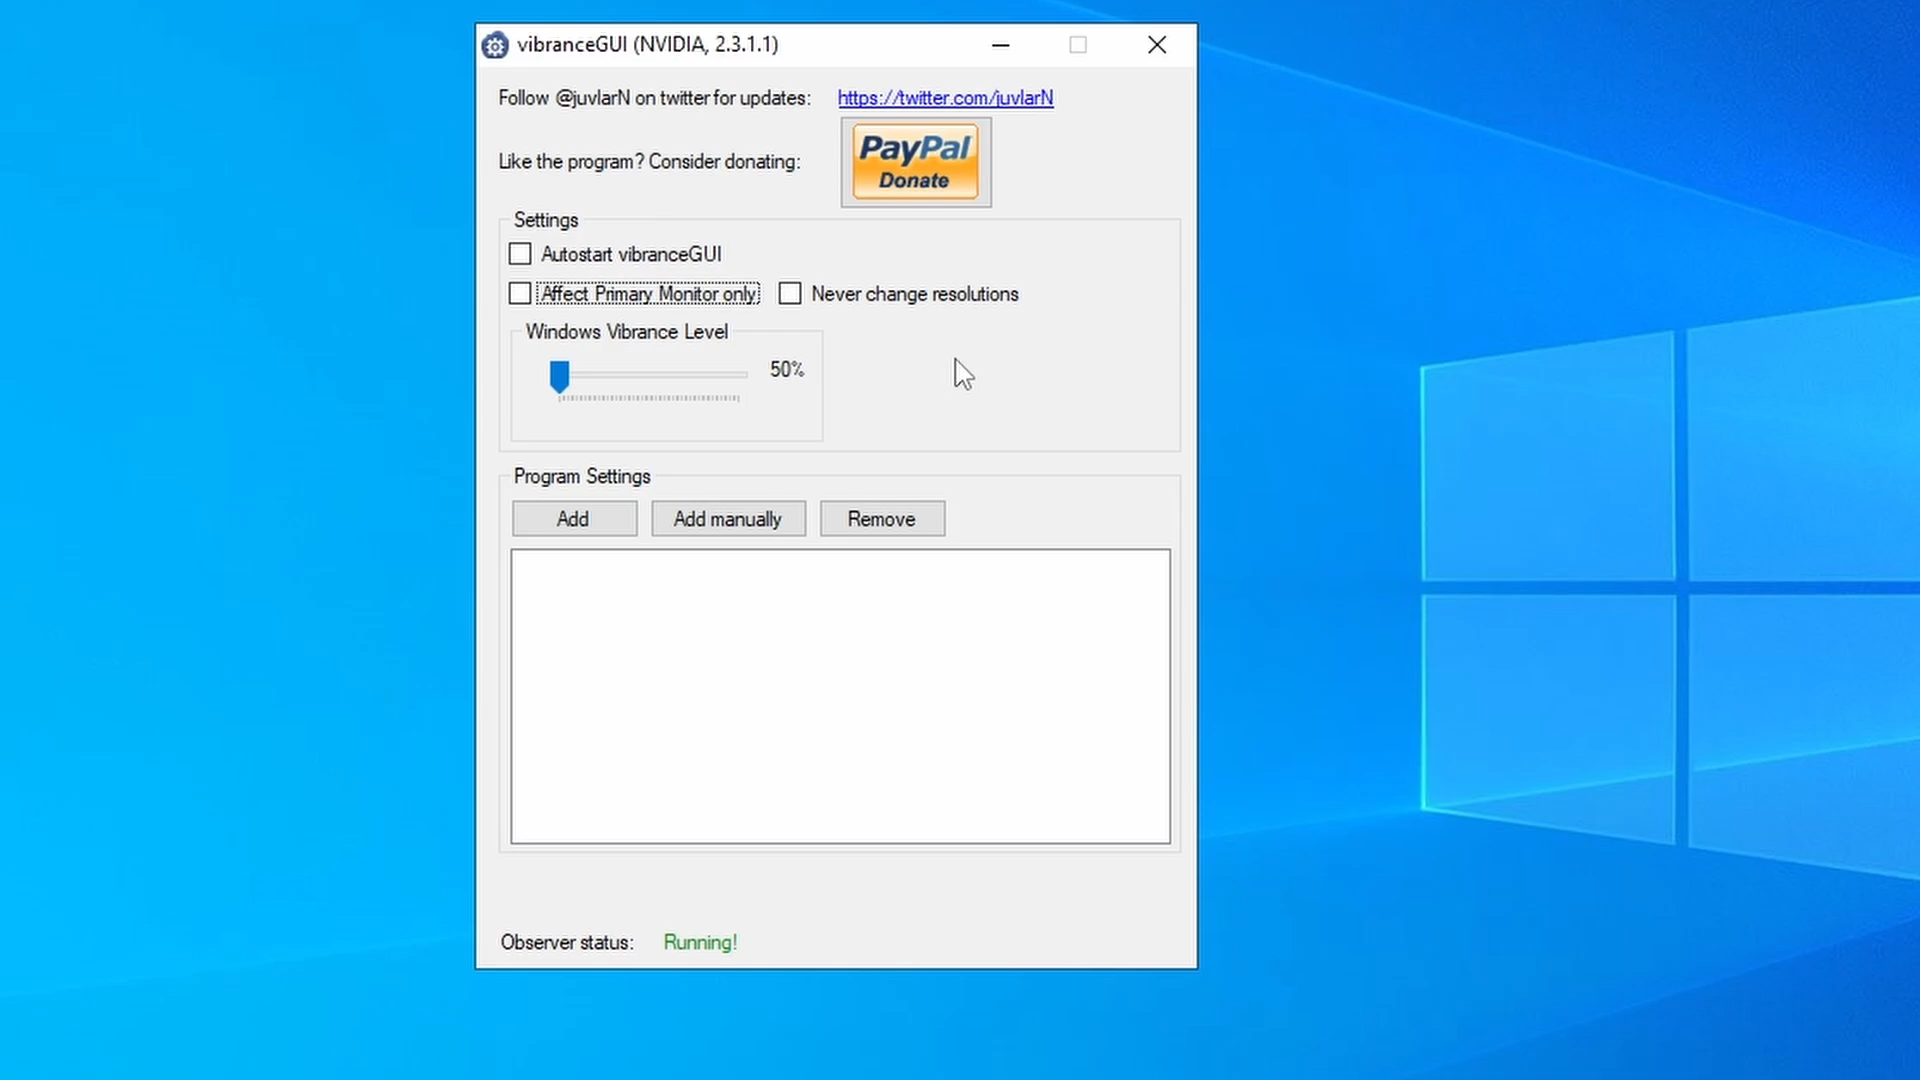 vibranceGUI (NVIDIA, 2.3.1.1)
Follow @juvlarN on twitter for updates: https://twitter.com/juvlarN
Like the program? Consider donating: PayPal
Donate
Settings
Autostart vibranceGUI
Affect Primary Monitor only Never change resolutions
Windows Vibrance Level
50%
Program Settings
Add Add manually Remove
Observer status: Running!